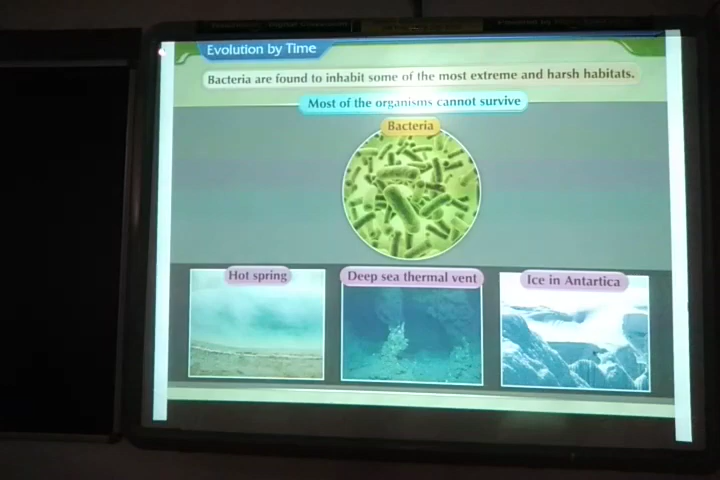 Evolution by Time
Bacteria are found to inhabit some of the most extreme and harsh habitats.
Most of the organisms cannot survive
Bacteria
Hot spring
Deep sea thermal vent
Ice in Antartica